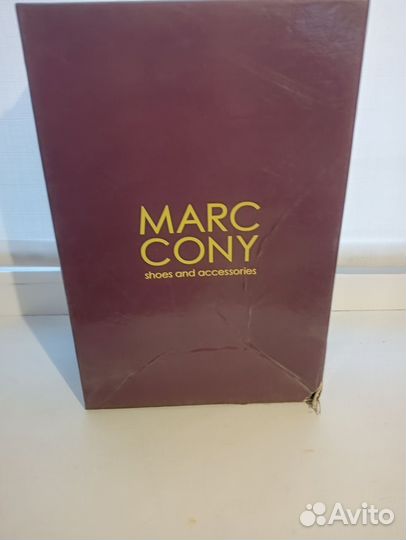 MARC
CONY
shoes and accessories
Avito